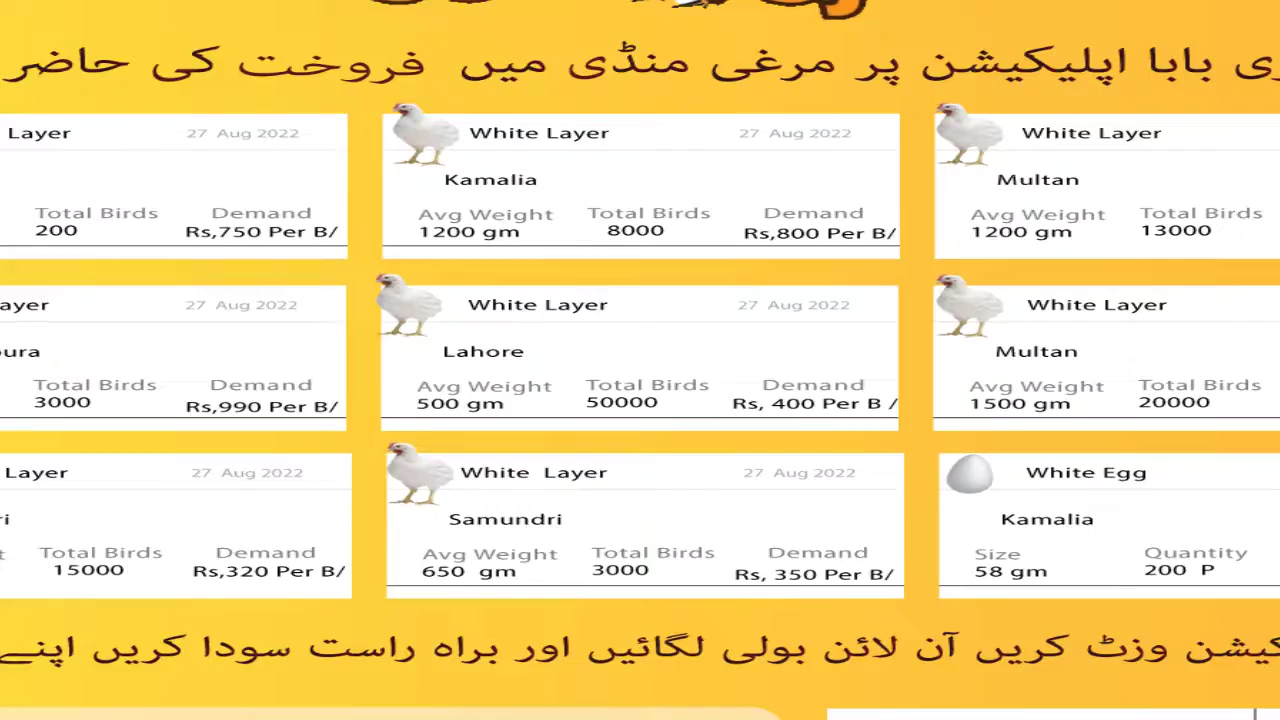 بابا اپلیکیشن پر مرغی منڈی میں فروخت کی حاضر
Layer 27 Aug 2022
Total Birds Demand
200 Rs,750 Per B/
White Layer 27 Aug 2022
Kamalia
Avg Weight Total Birds Demand
1200 gm 8000 Rs,800 Per B/
White Layer
Multan
Avg Weight Total Birds
1200 gm 13000
27 Aug 2022
Total Birds Demand
3000 Rs,990 Per B/
White Layer 27 Aug 2022
Lahore
Avg Weight Total Birds Demand
500 gm 50000 Rs, 400 Per B /
White Layer
Multan
Avg Weight Total Birds
1500 gm 20000
Layer 27 Aug 2022
Total Birds Demand
15000 Rs,320 Per B/
White Layer 27 Aug 2022
Samundri
Avg Weight Total Birds Demand
650 gm 3000 Rs, 350 Per B/
White Egg
Kamalia
Size Quantity
58 gm 200 P
وزٹ کریں آن لائن بولی لگائیں اور براہ راست سودا کریں اپنے